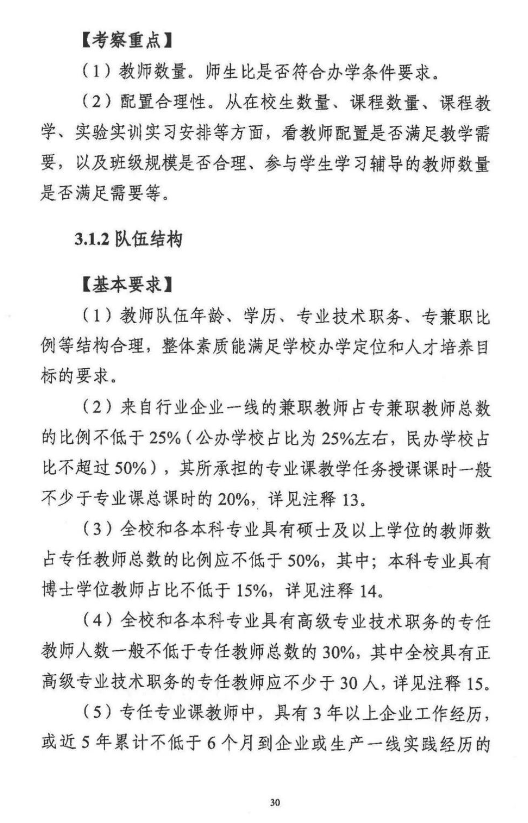 【考察重点】
（1）教师数量。师生比是否符合办学条件要求。
（2）配置合理性。从在校生数量、课程数量、课程教
学、实验实训实习安排等方面，看教师配置是否满足教学需
要，以及班级规模是否合理、参与学生学习辅导的教师数量
是否满足需要等。
3.1.2 队伍结构
【基本要求】
（1）教师队伍年龄、学历、专业技术职务、专兼职比
例等结构合理，整体素质能满足学校办学定位和人才培养目
标的要求。
（2）来自行业企业一线的兼职教师占专兼职教师总数
的比例不低于 25%（公办学校占比为 25%左右，民办学校占
比不超过 50%），其所承担的专业课教学任务授课课时一般
不少于专业课总课时的 20%，详见注释 13。
（3）全校和各本科专业具有硕士及以上学位的教师数
占专任教师总数的比例应不低于 50%，其中；本科专业具有
博士学位教师占比不低于 15%，详见注释 14。
（4）全校和各本科专业具有高级专业技术职务的专任
教师人数一般不低于专任教师总数的 30%，其中全校具有正
高级专业技术职务的专任教师应不少于 30 人，详见注释 15。
（5）专任专业课教师中，具有 3 年以上企业工作经历，
或近 5 年累计不低于 6 个月到企业或生产一线实践经历的
30